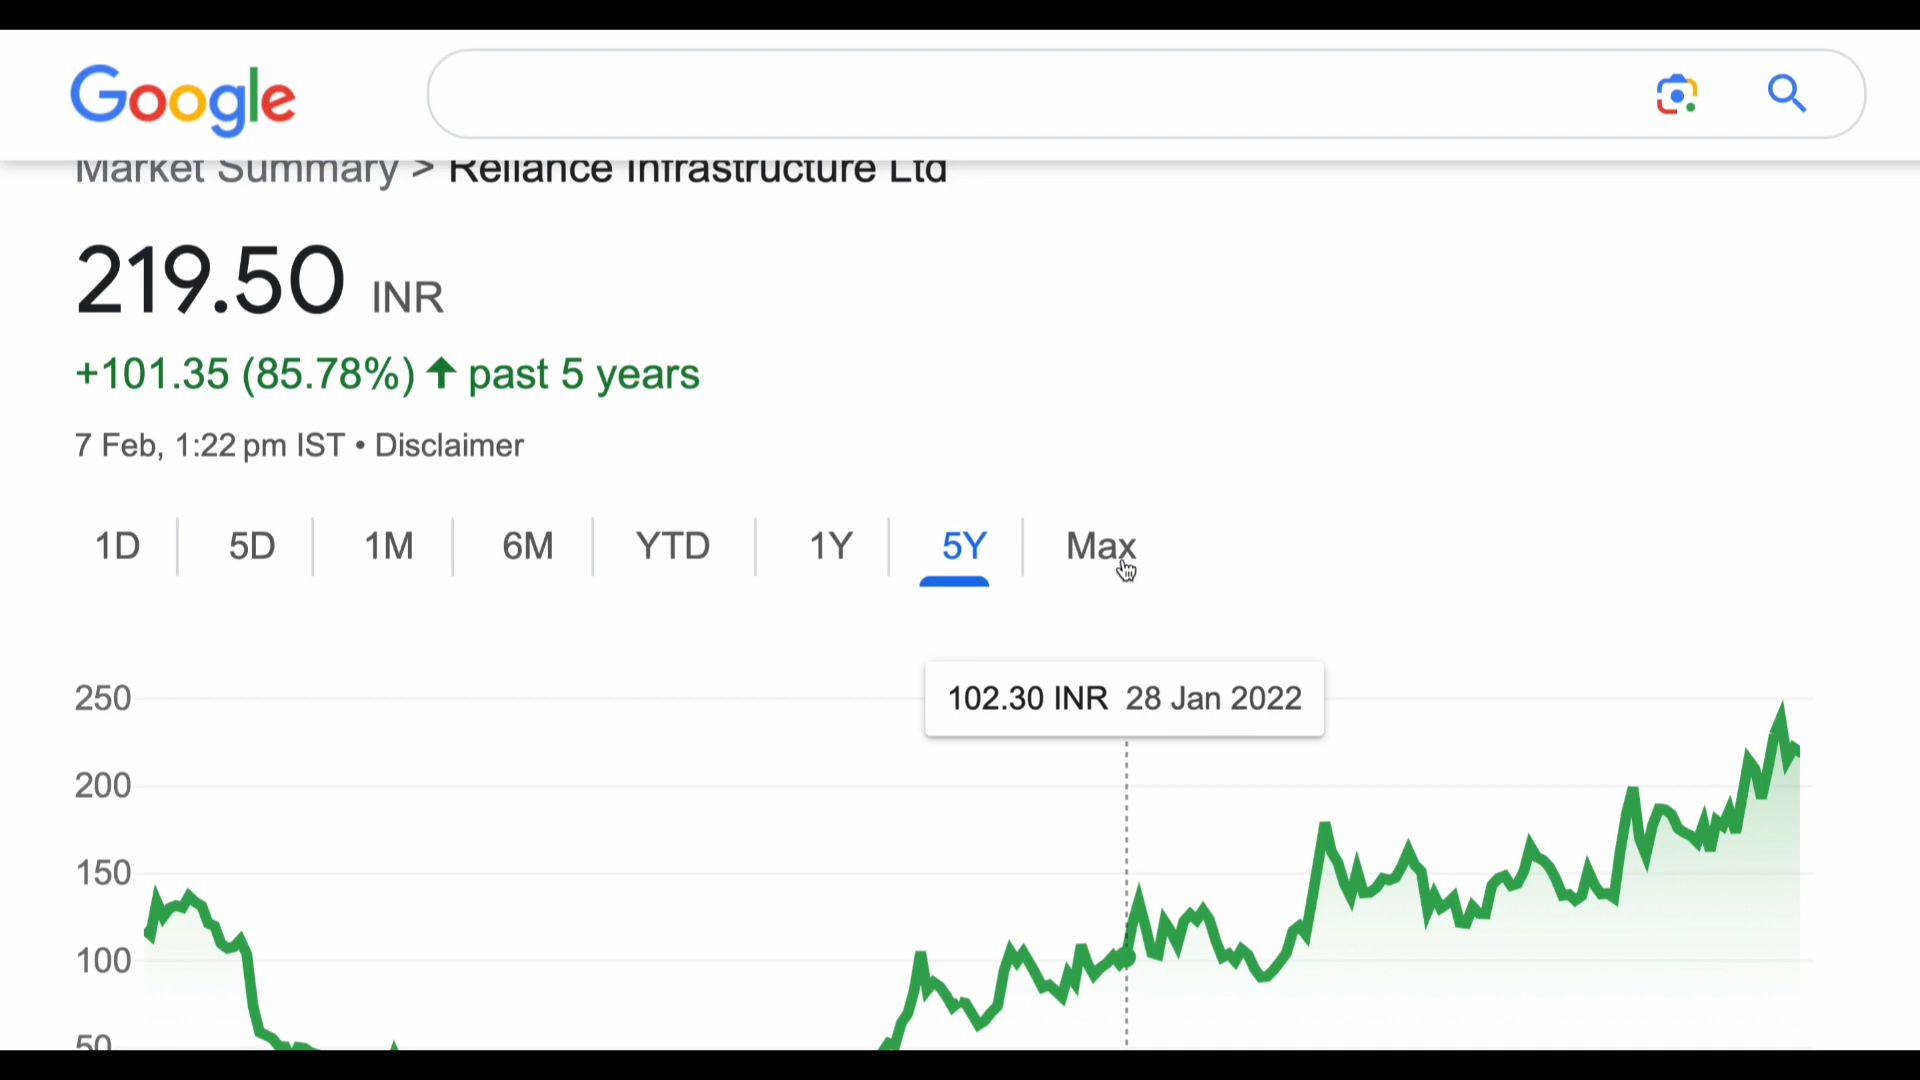 Google
Market Summary > Reliance Infrastructure Ltd
219.50 INR
+101.35 (85.78%) ↑ past 5 years
7 Feb, 1:22 pm IST • Disclaimer
1D 5D 1M 6M YTD 1Y 5Y Max
102.30 INR 28 Jan 2022
250
200
150
100
50